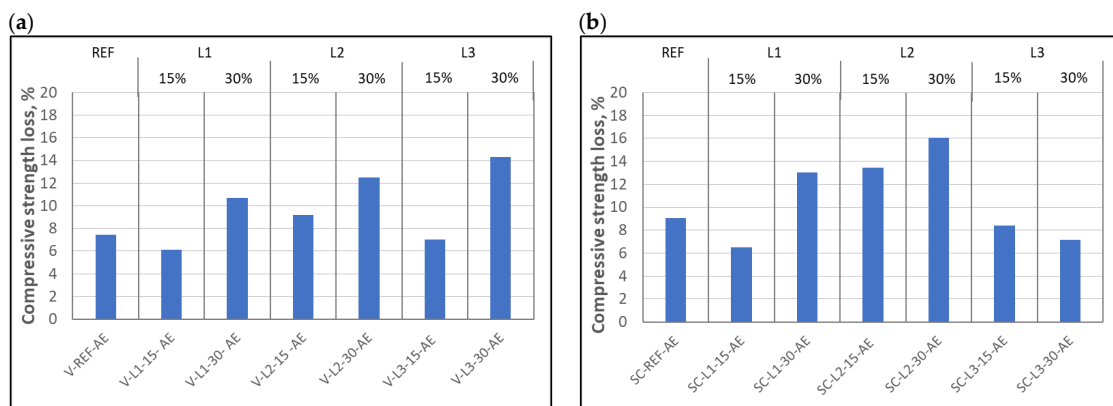 (a)
REF L1 L2 L3
15% 30% 15% 30% 15% 30%
Compressive strength loss, %
20
18
16
14
12
10
8
6
4
2
0
V-REF-AE
V-L1-15- AE
V-L1-30- AE
V-L2-15 -AE
V-L2-30-AE
V-L3-15-AE
V-L3-30-AE
(b)
REF L1 L2 L3
15% 30% 15% 30% 15% 30%
Compressive strength loss, %
20
18
16
14
12
10
8
6
4
2
0
SC-REF-AE
SC-L1-15-AE
SC-L1-30-AE
SC-L2-15-AE
SC-L2-30-AE
SC-L3-15-AE
SC-L3-30-AE